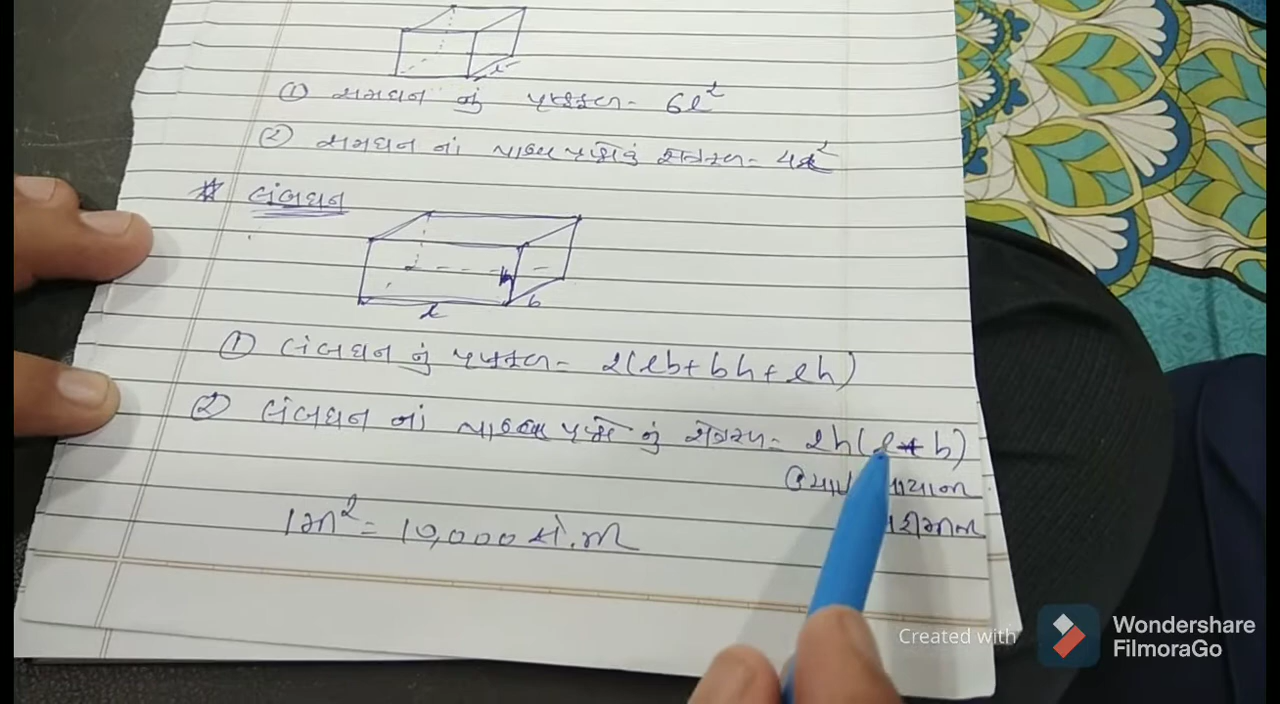 ① સમઘન નું પૃષ્ઠફળ = 6l²
② સમઘન નાં પાશ્વ પૃષ્ઠોનું ક્ષેત્રફળ = 4l²
* લંબઘન
h
b
l
① લંબઘન નું પૃષ્ઠફળ = 2(lb + bh + lh)
② લંબઘન નાં પાશ્વ પૃષ્ઠો નું ક્ષેત્રફળ = 2h(l+b)
1મ² = 10,000 સે.મ
Created with
Wondershare
FilmoraGo